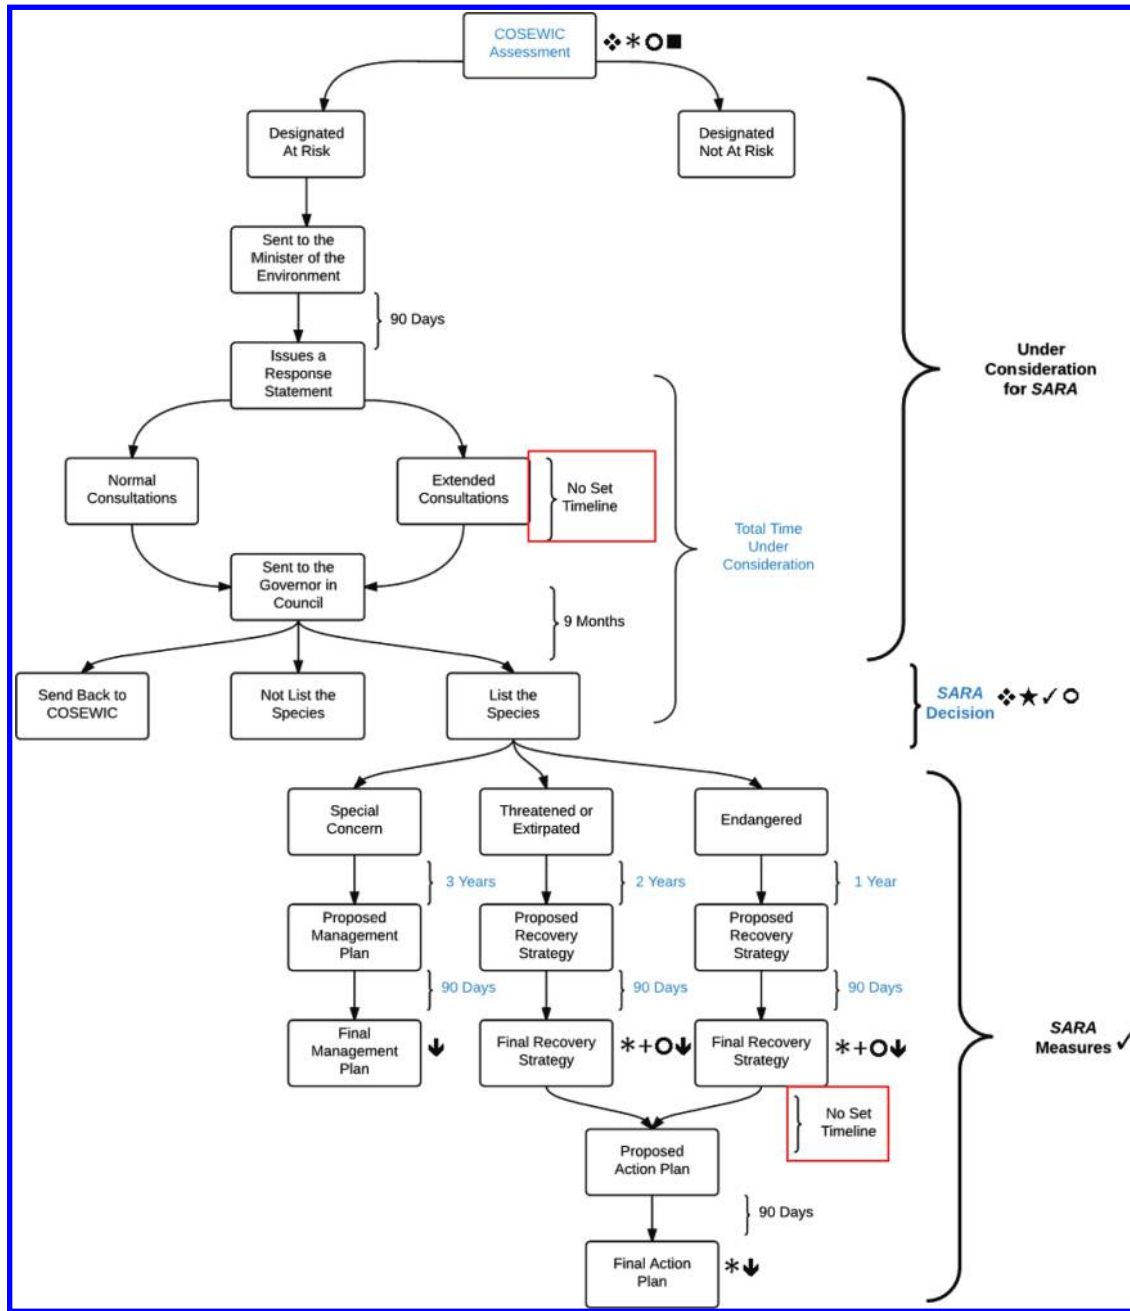 COSEWIC
Assessment
Designated
At Risk
Designated
Not At Risk
Sent to the
Minister of the
Environment
90 Days
Issues a
Response
Statement
Under
Consideration
for SARA
Normal
Consultations
Extended
Consultations
No Set
Timeline
Total Time
Under
Consideration
Sent to the
Governor in
Council
9 Months
Send Back to
COSEWIC
Not List the
Species
List the
Species
SARA
Decision
Special
Concern
Threatened or
Extirpated
Endangered
3 Years
2 Years
1 Year
Proposed
Management
Plan
Proposed
Recovery
Strategy
Proposed
Recovery
Strategy
90 Days
90 Days
90 Days
Final
Management
Plan
Final Recovery
Strategy
Final Recovery
Strategy
SARA
Measures
No Set
Timeline
Proposed
Action Plan
90 Days
Final Action
Plan